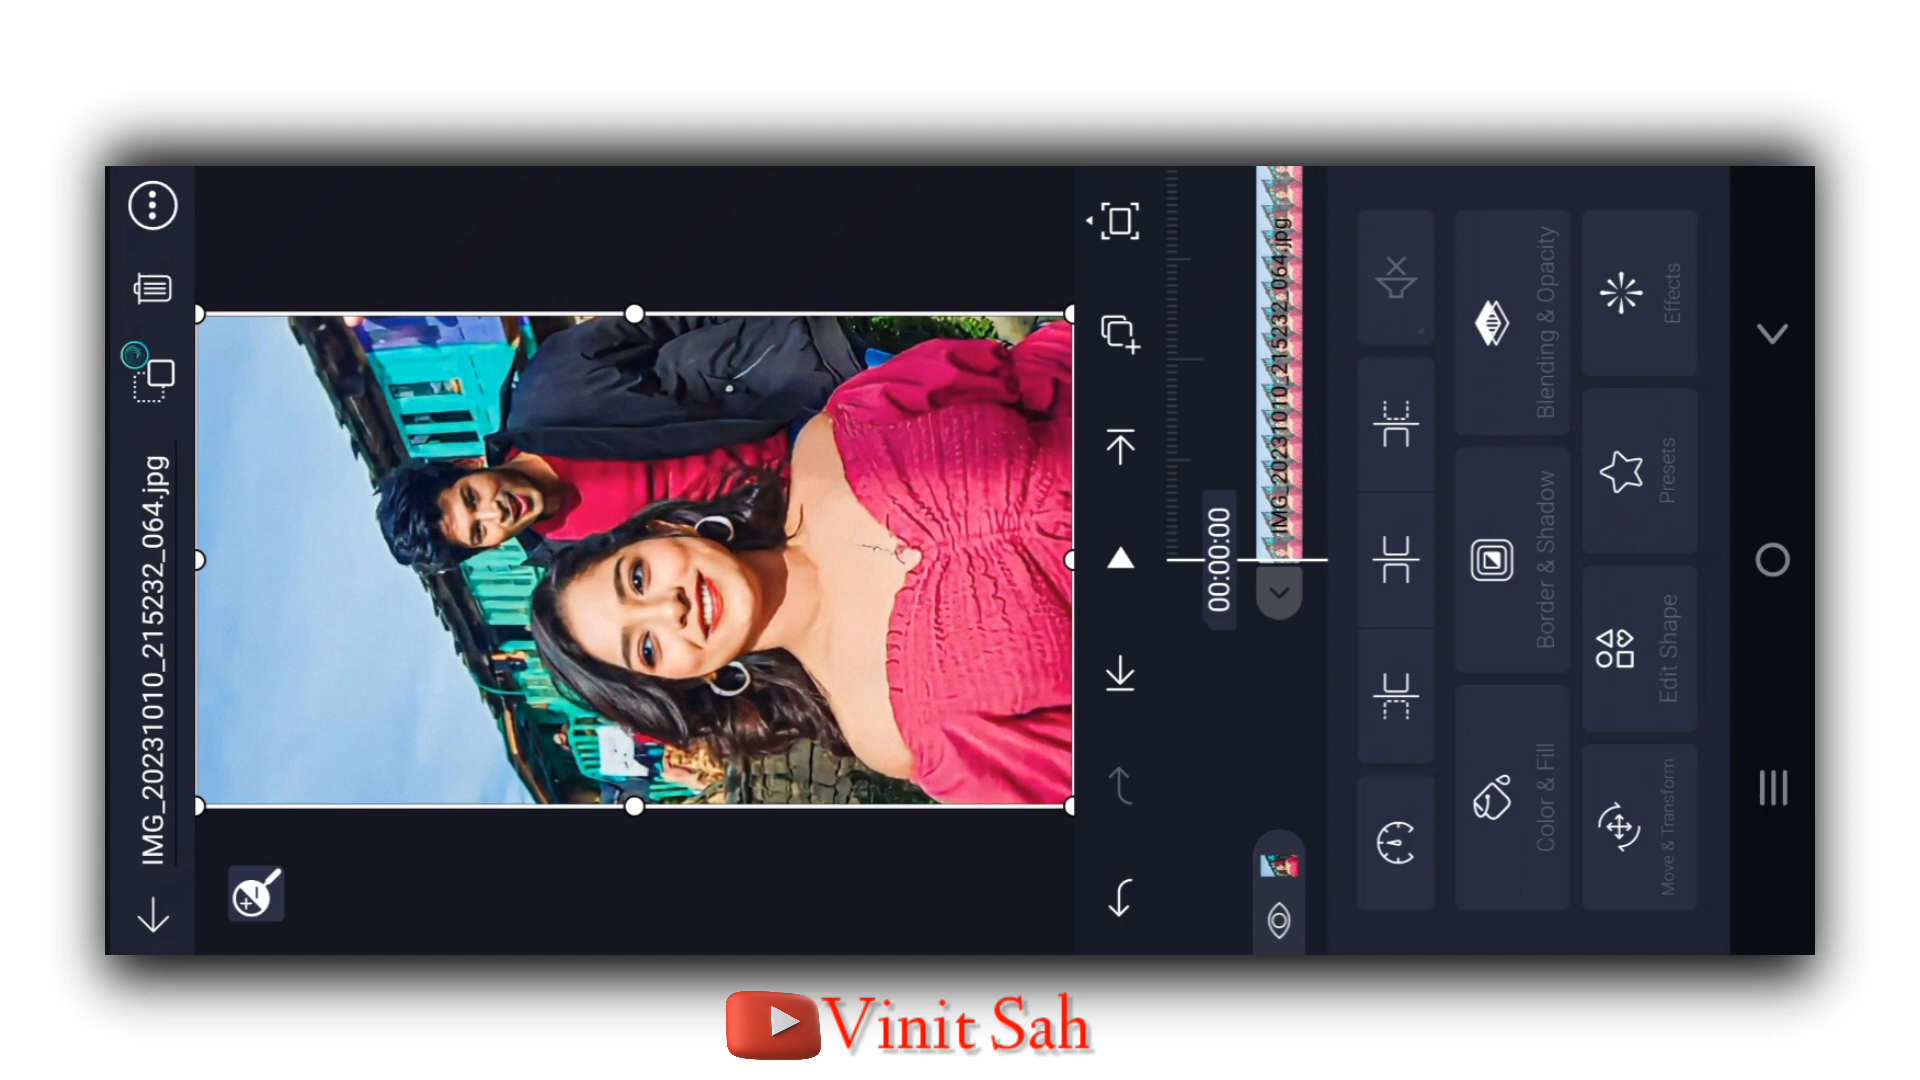 IMG_20231010_215232_064.jpg
00:00:00
IMG_20231010_215232_064.jpg
Color & Fill
Border & Shadow
Blending & Opacity
Move & Transform
Edit Shape
Presets
Effects
Vinit Sah